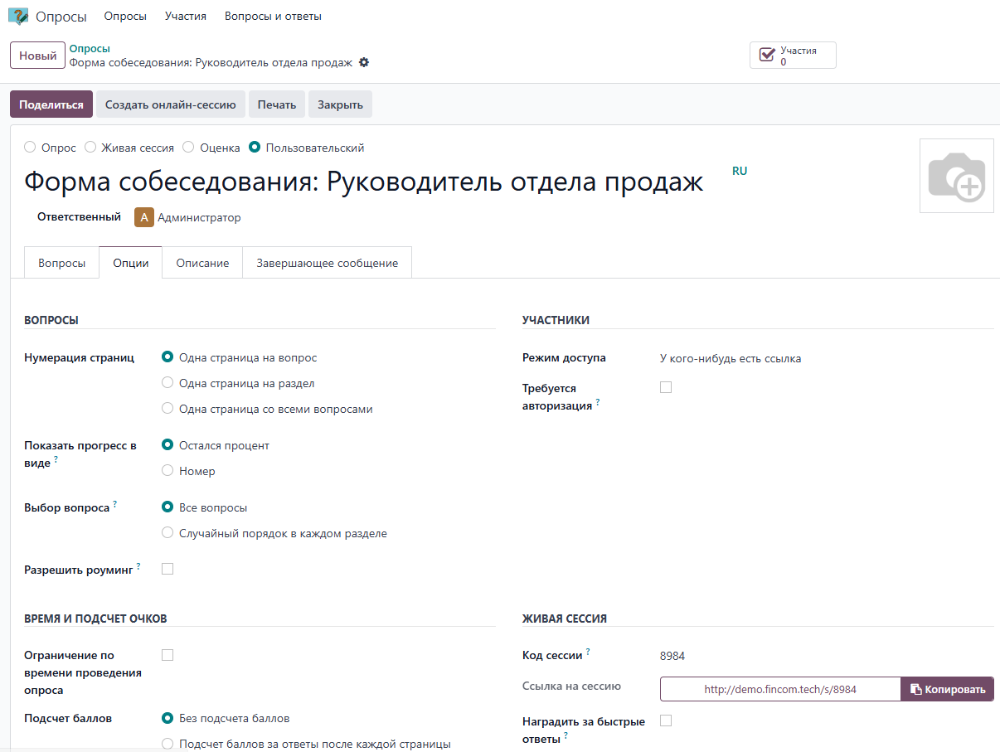 Опросы Опросы Участия Вопросы и ответы
Новый
Опросы
Форма собеседования: Руководитель отдела продаж
Участия
0
Поделиться Создать онлайн-сессию Печать Закрыть
Опрос Живая сессия Оценка Пользовательский
Форма собеседования: Руководитель отдела продаж RU
Ответственный A Администратор
Вопросы Опции Описание Завершающее сообщение
ВОПРОСЫ
Нумерация страниц
Одна страница на вопрос
Одна страница на раздел
Одна страница со всеми вопросами
Показать прогресс в
виде ?
Остался процент
Номер
Выбор вопроса ?
Все вопросы
Случайный порядок в каждом разделе
Разрешить роуминг ?
УЧАСТНИКИ
Режим доступа У кого-нибудь есть ссылка
Требуется
авторизация ?
ВРЕМЯ И ПОДСЧЕТ ОЧКОВ
Ограничение по
времени проведения
опроса
Подсчет баллов
Без подсчета баллов
Подсчет баллов за ответы после каждой страницы
ЖИВАЯ СЕССИЯ
Код сессии ? 8984
Ссылка на сессию http://demo.fincom.tech/s/8984 Копировать
Наградить за быстрые
ответы ?